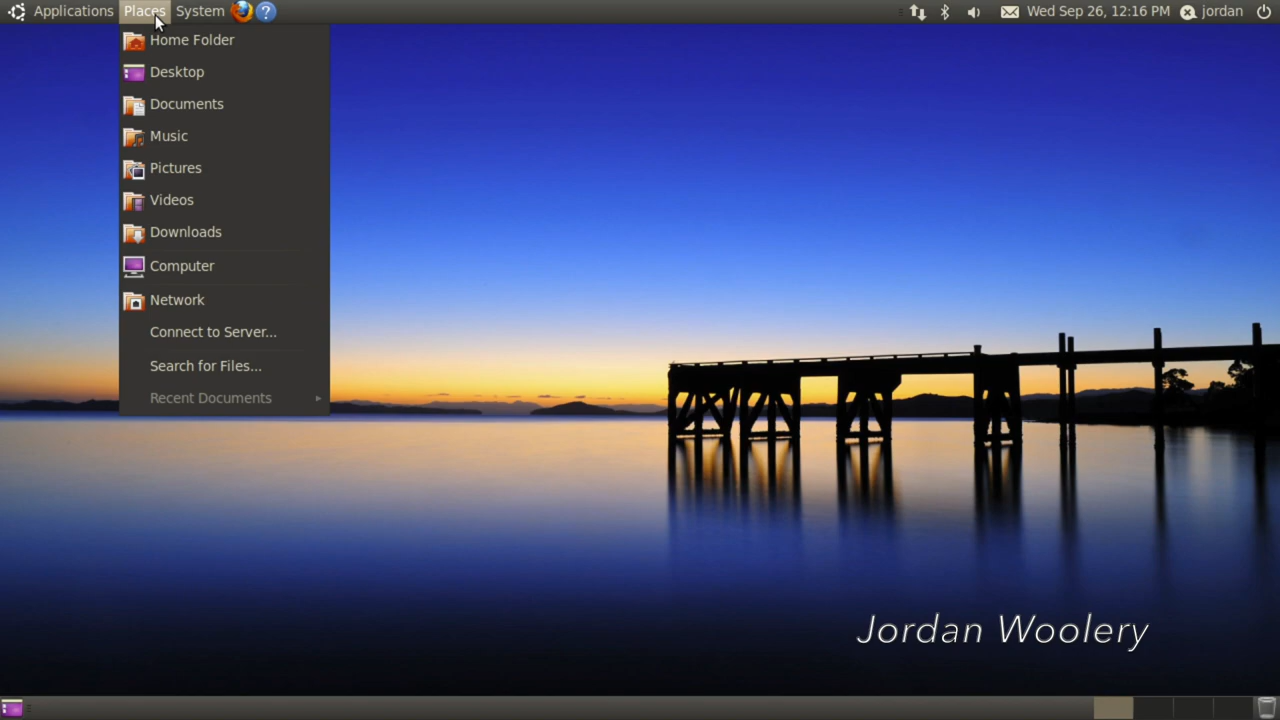 Applications Places System ? Wed Sep 26, 12:16 PM jordan
Home Folder
Desktop
Documents
Music
Pictures
Videos
Downloads
Computer
Network
Connect to Server...
Search for Files...
Recent Documents
Jordan Woolery